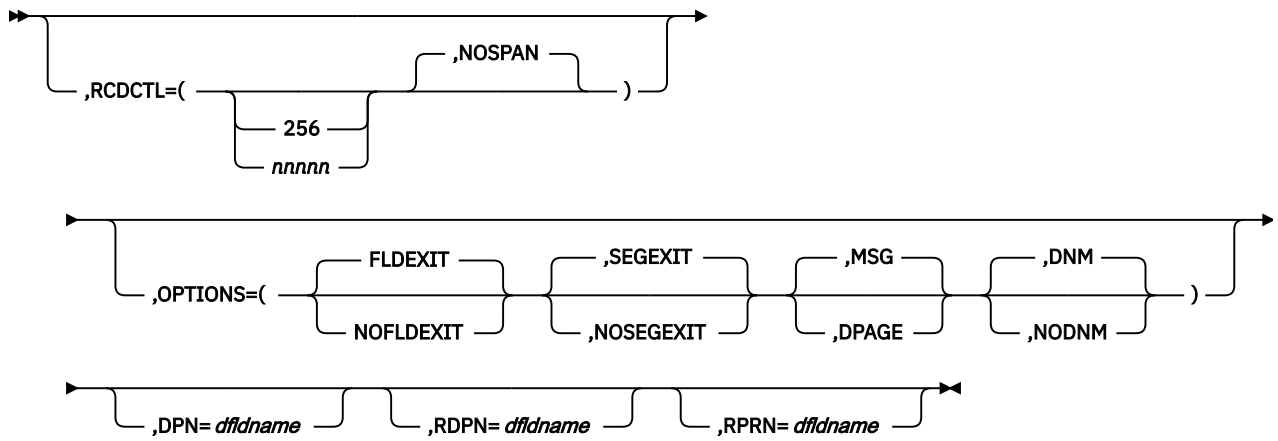 ,NOSPAN
,RCDCTL=( )
256
nnnnn
FLDEXIT ,SEGEXIT ,MSG ,DNM
,OPTIONS=( )
NOFLDEXIT ,NOSEGEXIT ,DPAGE ,NODNM
,DPN= dfldname ,RDPN= dfldname ,RPRN= dfldname